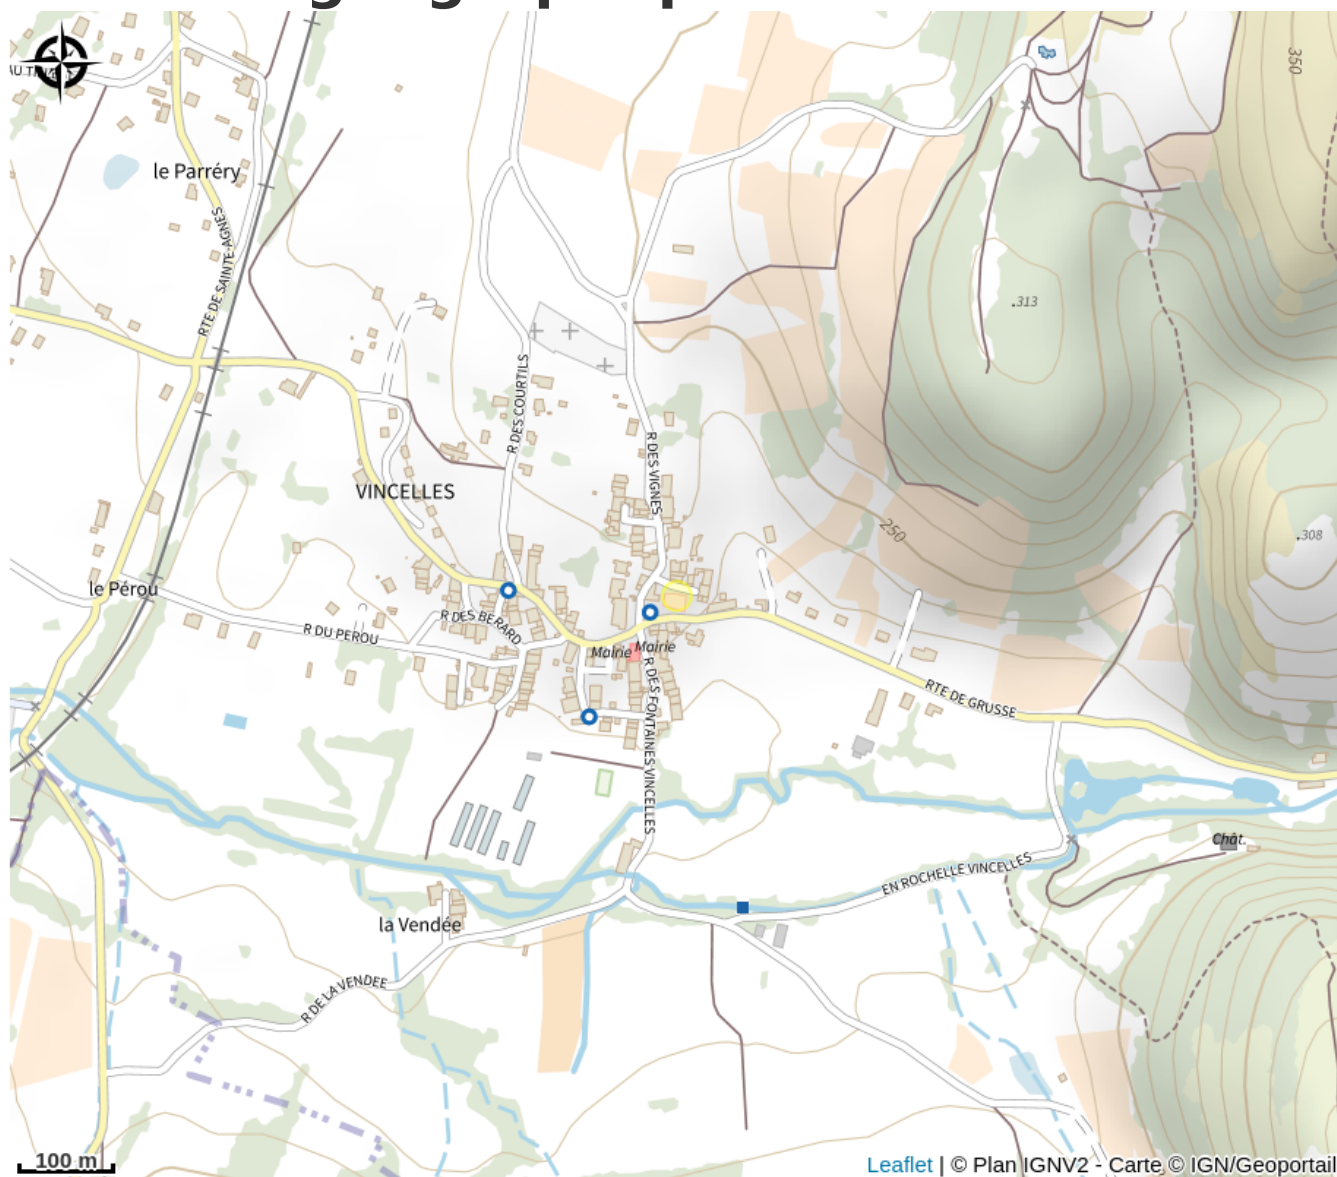 350
le Parréry
RTE DE SAINTE-AGNES
.313
R DES COURTILS
R DES VIGNES
VINCELLES
250
.308
le Pérou
R DES BERARD
R DU PEROU
Mairie
Mairie
R DES FONTAINES VINCELLES
RTE DE GRUSSE
Chât.
EN ROCHELLE VINCELLES
la Vendée
R DE LA VENDEE
100 m
Leaflet | © Plan IGNV2 - Carte © IGN/Geoportail